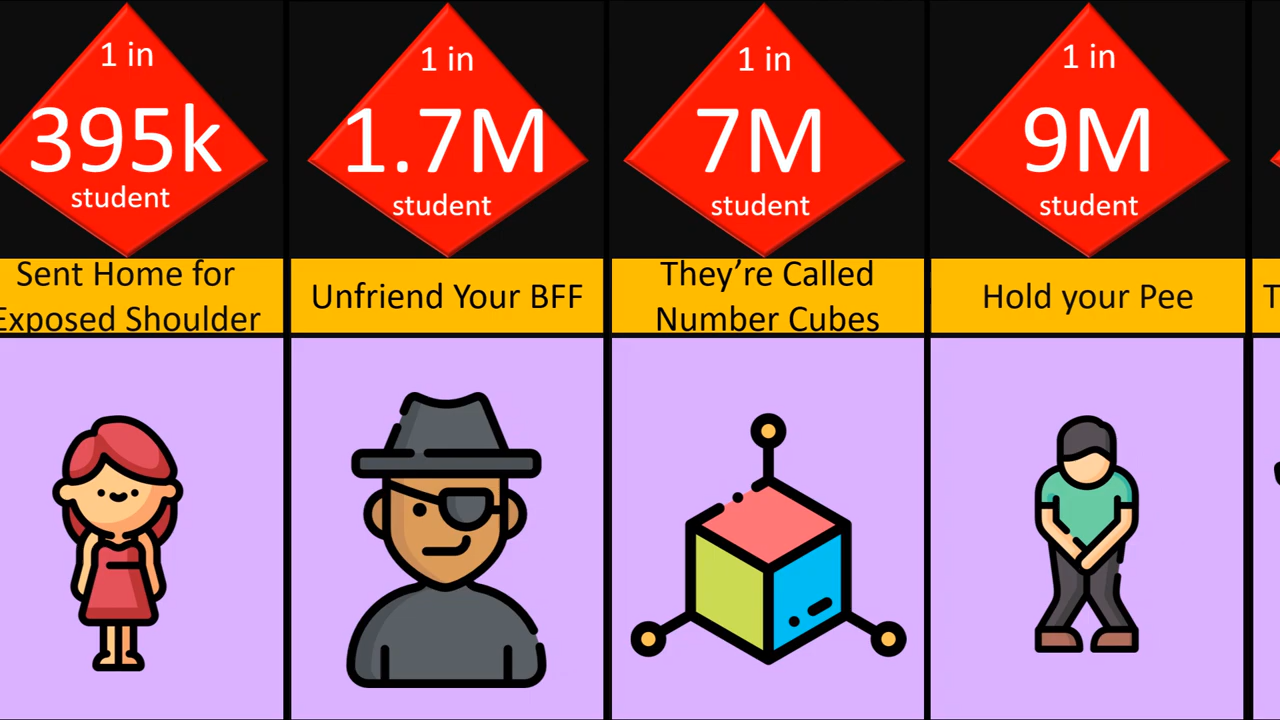 1 in
395k
student
Sent Home for
Exposed Shoulder
1 in
1.7M
student
Unfriend Your BFF
1 in
7M
student
They’re Called
Number Cubes
1 in
9M
student
Hold your Pee